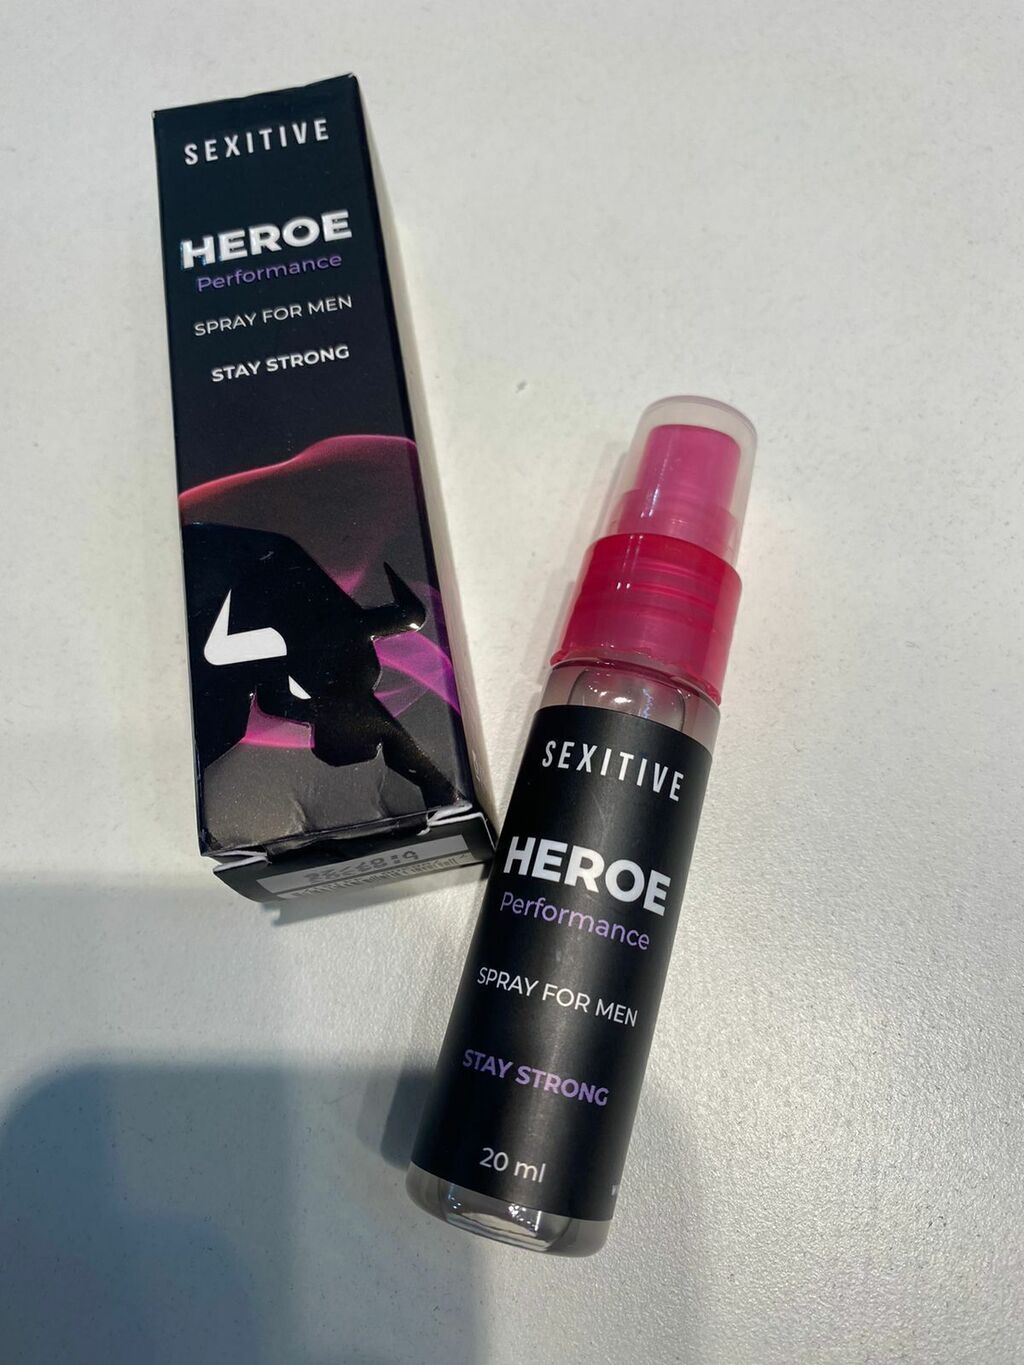 SEXITIVE
HEROE
Performance
SPRAY FOR MEN
STAY STRONG
SEXITIVE
HEROE
Performance
SPRAY FOR MEN
STAY STRONG
20 ml